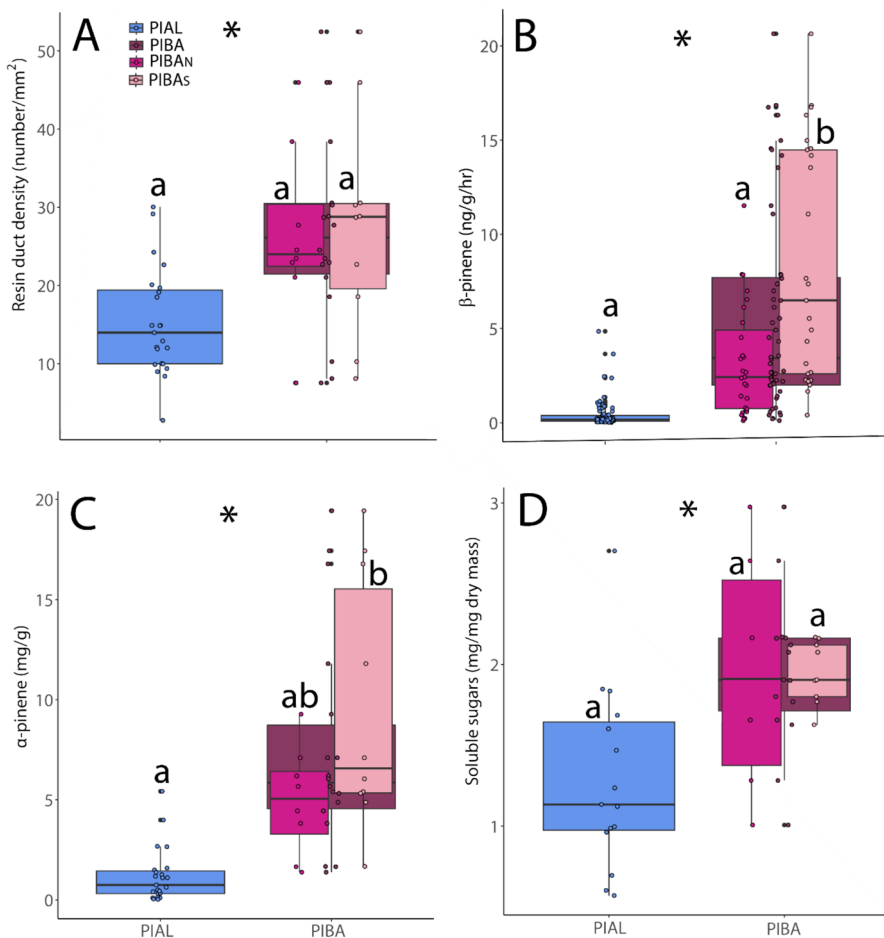 A
*
PIAL
PIBA
PIBAN
PIBAS
Resin duct density (number/mm²)
50
40
30
20
10
a
a
a
B
*
β-pinene (ng/g/hr)
20
15
10
5
0
a
a
b
C
*
α-pinene (mg/g)
20
15
10
5
0
a
ab
b
PIAL
PIBA
D
*
Soluble sugars (mg/mg dry mass)
3
2
1
a
a
a
PIAL
PIBA